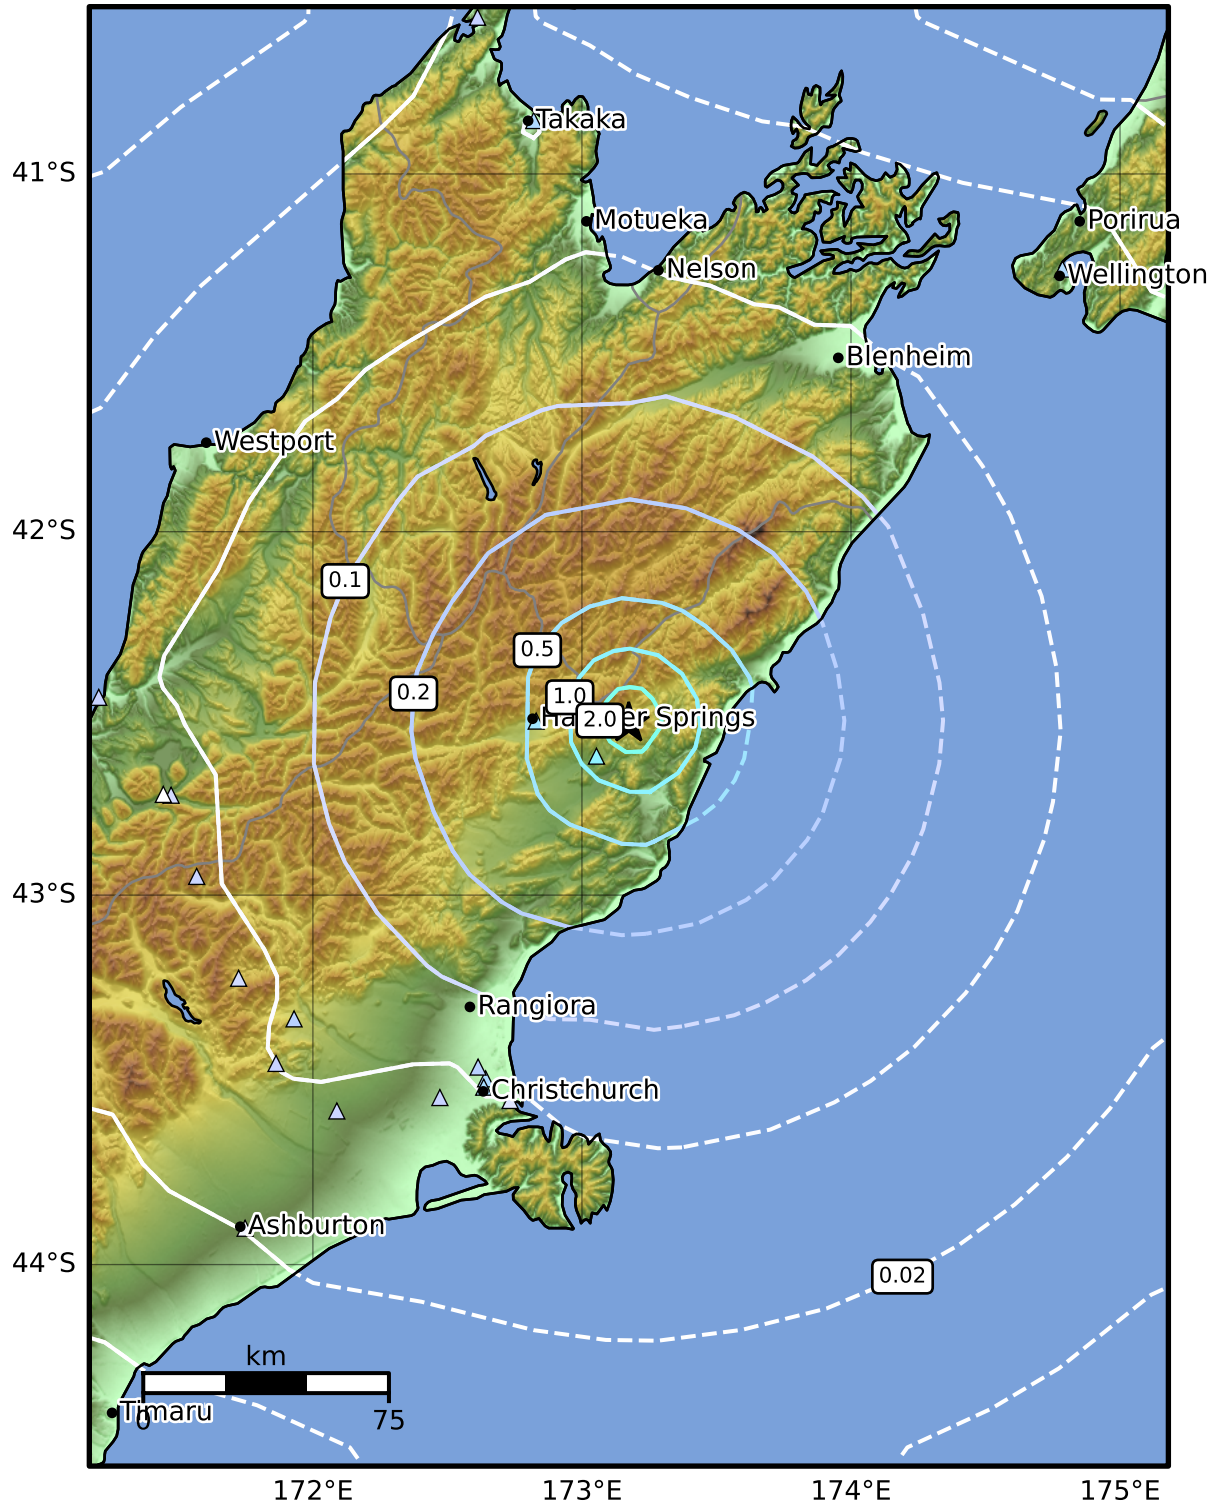 Takaka
41°S
Motueka
Porirua
Nelson
Wellington
Blenheim
Westport
42°S
0.1
0.5
0.2
1.0
2.0
Hanmer Springs
43°S
Rangiora
Christchurch
Ashburton
44°S
0.02
km
Timaru
0
75
172°E
173°E
174°E
175°E